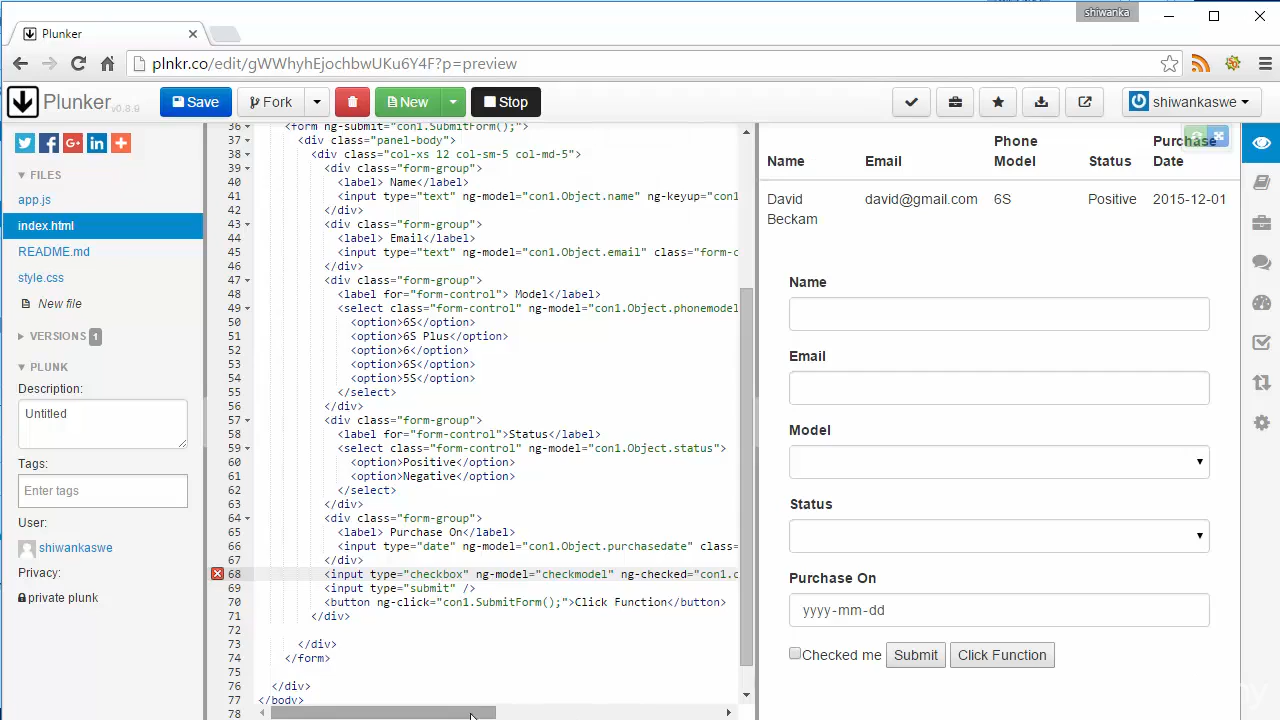 shiwanka
Plunker
plnkr.co/edit/gWWhyhEjochbwUKu6Y4F?p=preview
Plunker v0.8.9 Save Fork New Stop shiwankaswe
FILES
app.js
index.html
README.md
style.css
New file
VERSIONS 1
PLUNK
Description:
Untitled
Tags:
Enter tags
User:
shiwankaswe
Privacy:
private plunk
36 <form ng-submit="con1.SubmitForm();">
37 <div class="panel-body">
38 <div class="col-xs 12 col-sm-5 col-md-5">
39 <div class="form-group">
40 <label> Name</label>
41 <input type="text" ng-model="con1.Object.name" ng-keyup="con1
42 </div>
43 <div class="form-group">
44 <label> Email</label>
45 <input type="text" ng-model="con1.Object.email" class="form-c
46 </div>
47 <div class="form-group">
48 <label for="form-control"> Model</label>
49 <select class="form-control" ng-model="con1.Object.phonemodel
50 <option>6S</option>
51 <option>6S Plus</option>
52 <option>6</option>
53 <option>6S</option>
54 <option>5S</option>
55 </select>
56 </div>
57 <div class="form-group">
58 <label for="form-control">Status</label>
59 <select class="form-control" ng-model="con1.Object.status">
60 <option>Positive</option>
61 <option>Negative</option>
62 </select>
63 </div>
64 <div class="form-group">
65 <label> Purchase On</label>
66 <input type="date" ng-model="con1.Object.purchasedate" class=
67 </div>
68 <input type="checkbox" ng-model="checkmodel" ng-checked="con1.c
69 <input type="submit" />
70 <button ng-click="con1.SubmitForm();">Click Function</button>
71 </div>
72
73 </div>
74 </form>
75
76 </div>
77 </body>
78
Name Email Phone Model Status Purchase Date
David Beckam david@gmail.com 6S Positive 2015-12-01
Name
Email
Model
Status
Purchase On
yyyy-mm-dd
Checked me Submit Click Function